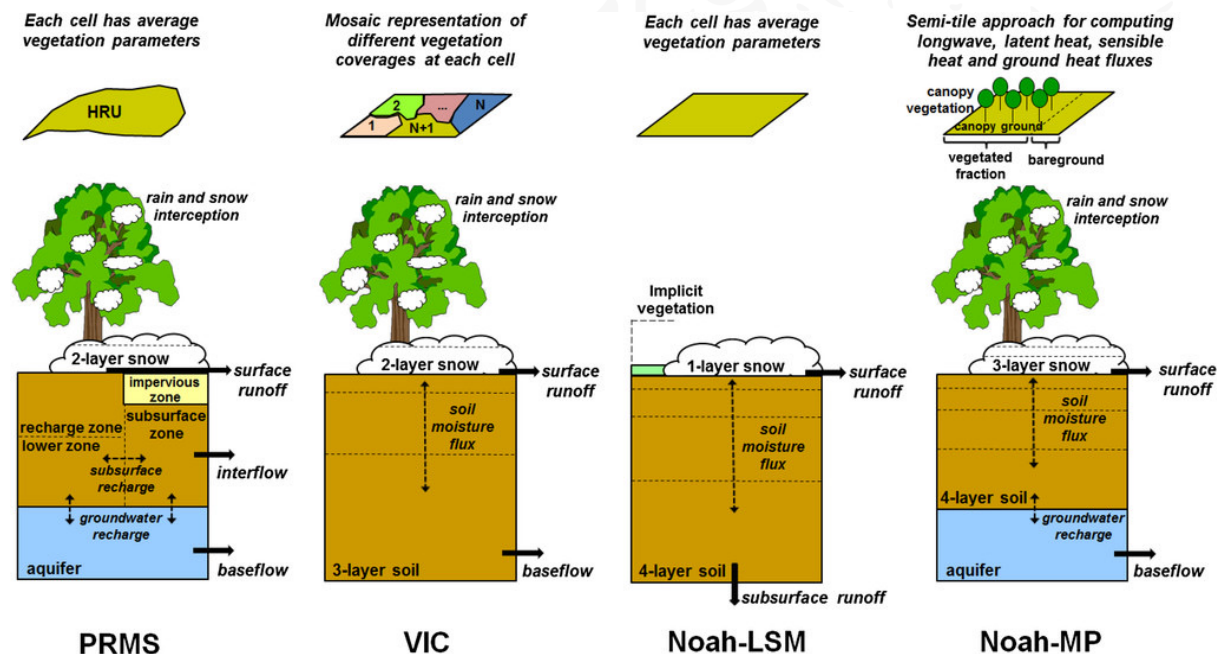 Each cell has average
vegetation parameters
HRU
rain and snow
interception
2-layer snow
surface
runoff
impervious
zone
subsurface
zone
recharge zone
lower zone
subsurface
recharge
interflow
groundwater
recharge
aquifer
baseflow
PRMS
Mosaic representation of
different vegetation
coverages at each cell
2
...
N
1
N+1
rain and snow
interception
2-layer snow
surface
runoff
soil
moisture
flux
3-layer soil
baseflow
VIC
Each cell has average
vegetation parameters
Implicit
vegetation
1-layer snow
surface
runoff
soil
moisture
flux
4-layer soil
subsurface runoff
Noah-LSM
Semi-tile approach for computing
longwave, latent heat, sensible
heat and ground heat fluxes
canopy
vegetation
canopy ground
vegetated
fraction
bareground
rain and snow
interception
3-layer snow
surface
runoff
soil
moisture
flux
4-layer soil
groundwater
recharge
aquifer
baseflow
Noah-MP